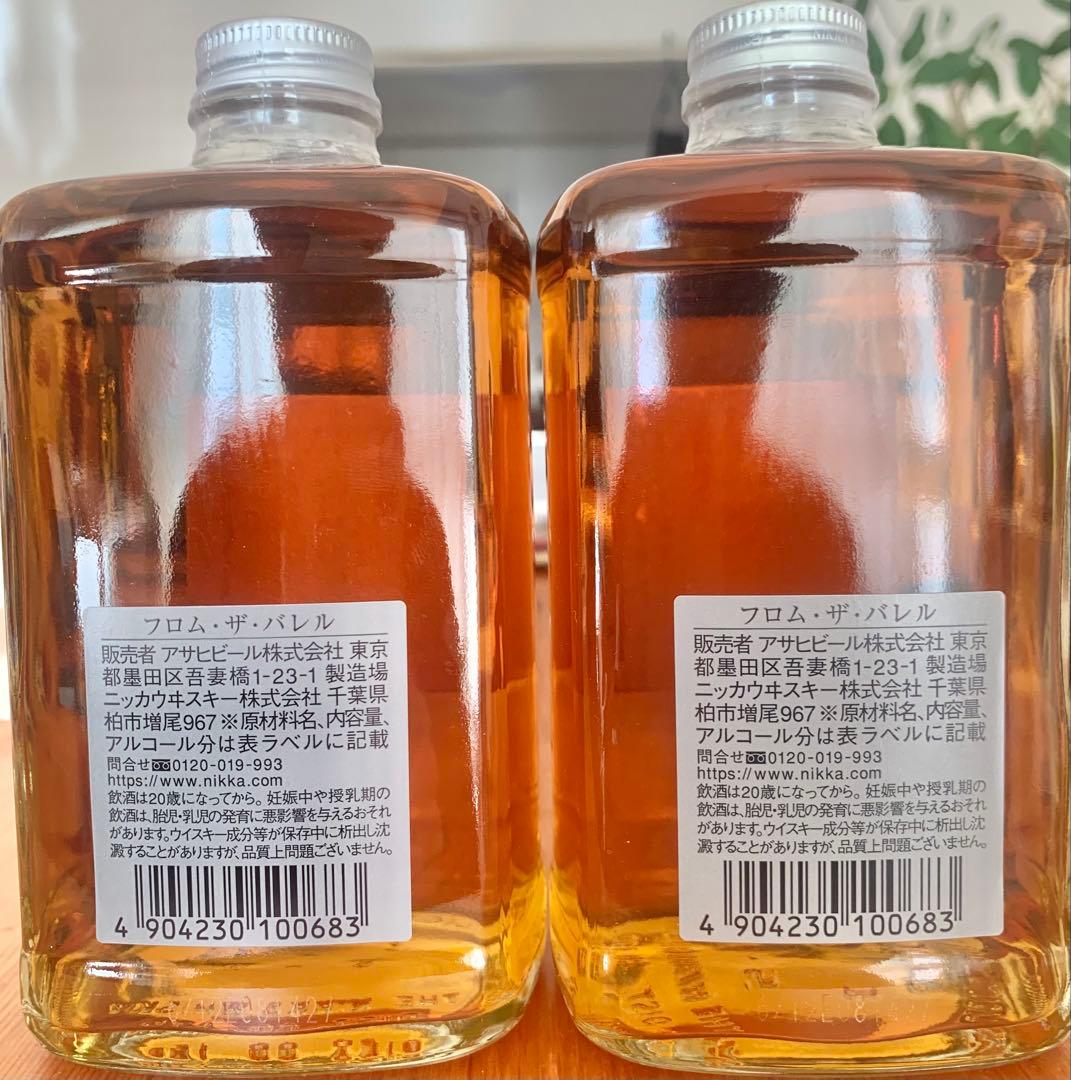 フロム・ザ・バレル
販売者 アサヒビール株式会社 東京
都墨田区吾妻橋1-23-1 製造場
ニッカウヰスキー株式会社 千葉県
柏市増尾967※原材料名、内容量、
アルコール分は表ラベルに記載
問合せ 0120-019-993
https://www.nikka.com
飲酒は20歳になってから。妊娠中や授乳期の
飲酒は、胎児・乳児の発育に悪影響を与えるおそれ
があります。ウイスキー成分等が保存中に析出し沈
澱することがありますが、品質上問題ございません。
4 904230 100683
フロム・ザ・バレル
販売者 アサヒビール株式会社 東京
都墨田区吾妻橋1-23-1 製造場
ニッカウヰスキー株式会社 千葉県
柏市増尾967※原材料名、内容量、
アルコール分は表ラベルに記載
問合せ 0120-019-993
https://www.nikka.com
飲酒は20歳になってから。妊娠中や授乳期の
飲酒は、胎児・乳児の発育に悪影響を与えるおそれ
があります。ウイスキー成分等が保存中に析出し沈
澱することがありますが、品質上問題ございません。
4 904230 100683